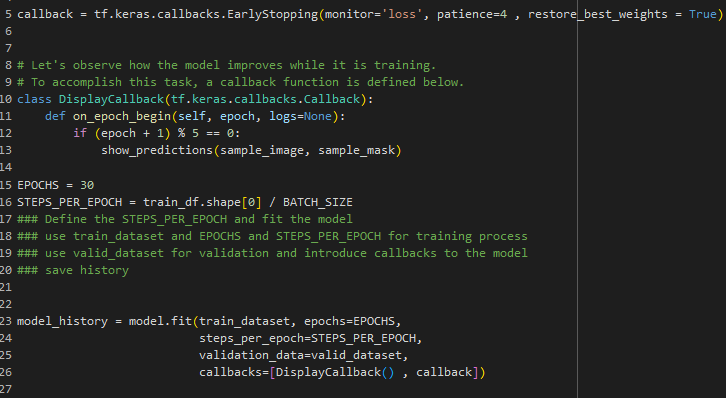 5 callback = tf.keras.callbacks.EarlyStopping(monitor='loss', patience=4 , restore_best_weights = True)
6
7
8 # Let's observe how the model improves while it is training.
9 # To accomplish this task, a callback function is defined below.
10 class DisplayCallback(tf.keras.callbacks.Callback):
11     def on_epoch_begin(self, epoch, logs=None):
12         if (epoch + 1) % 5 == 0:
13             show_predictions(sample_image, sample_mask)
14
15 EPOCHS = 30
16 STEPS_PER_EPOCH = train_df.shape[0] / BATCH_SIZE
17 ### Define the STEPS_PER_EPOCH and fit the model
18 ### use train_dataset and EPOCHS and STEPS_PER_EPOCH for training process
19 ### use valid_dataset for validation and introduce callbacks to the model
20 ### save history
21
22
23 model_history = model.fit(train_dataset, epochs=EPOCHS,
24                           steps_per_epoch=STEPS_PER_EPOCH,
25                           validation_data=valid_dataset,
26                           callbacks=[DisplayCallback() , callback])
27